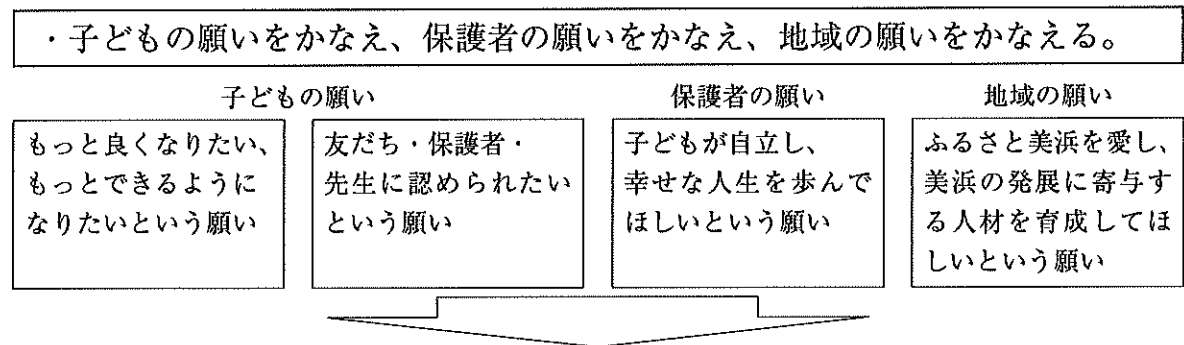 ・子どもの願いをかなえ、保護者の願いをかなえ、地域の願いをかなえる。
子どもの願い
保護者の願い
地域の願い
もっと良くなりたい、
もっとできるように
なりたいという願い
友だち・保護者・
先生に認められたい
という願い
子どもが自立し、
幸せな人生を歩んで
ほしいという願い
ふるさと美浜を愛し、
美浜の発展に寄与す
る人材を育成してほ
しいという願い